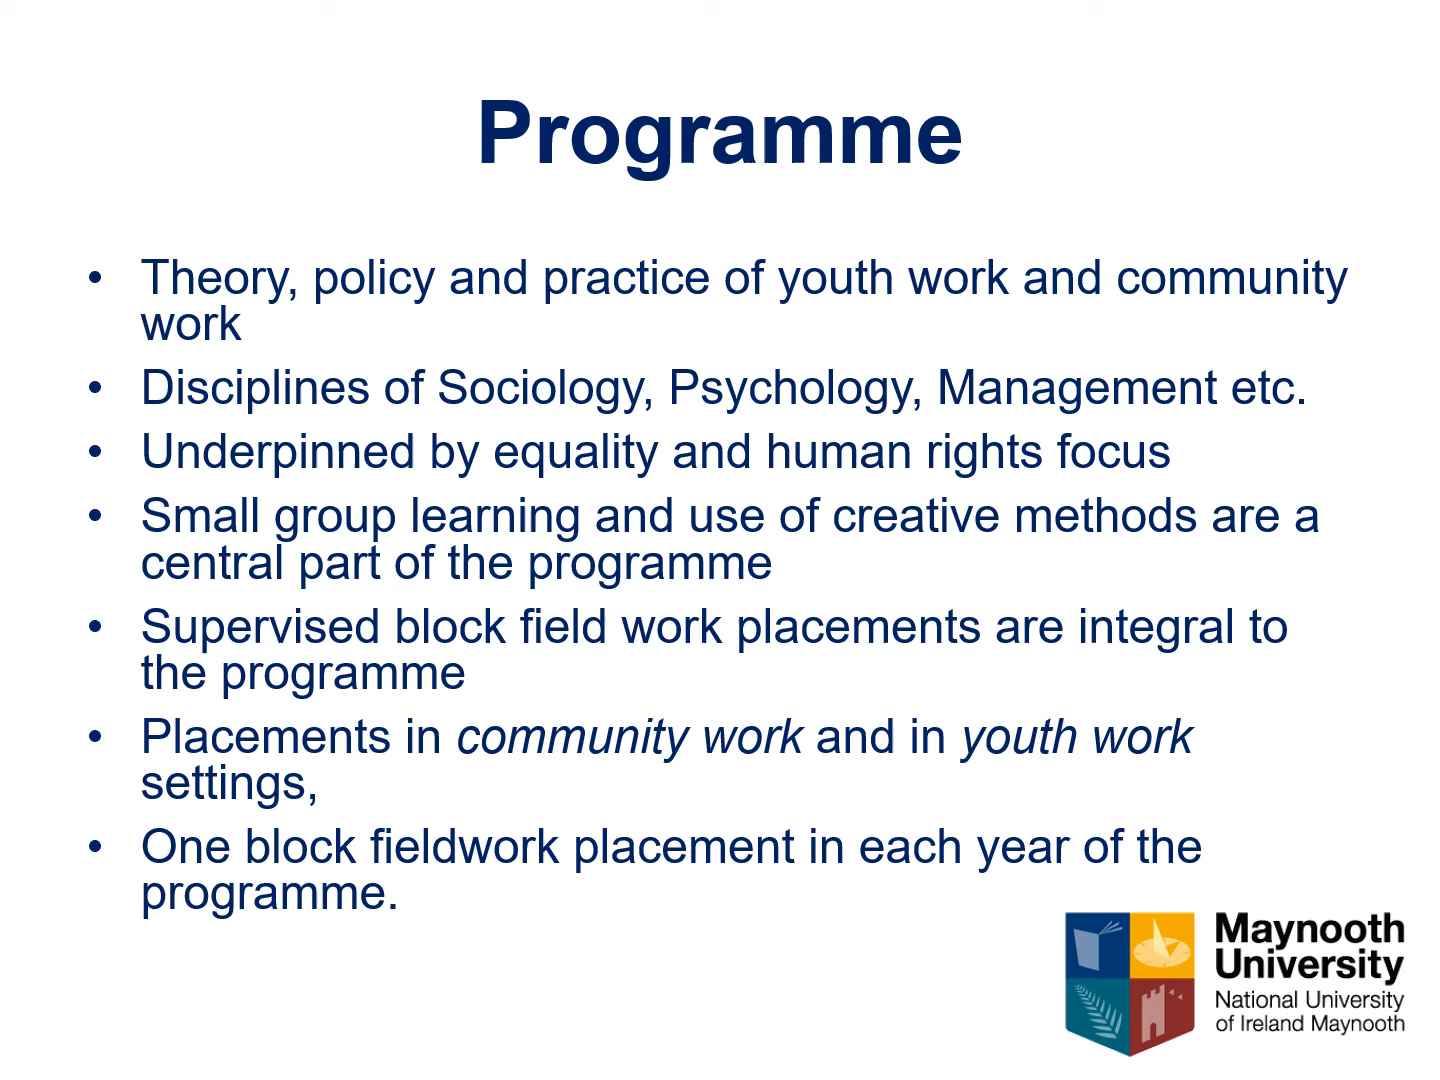 Programme
• Theory, policy and practice of youth work and community
work
• Disciplines of Sociology, Psychology, Management etc.
• Underpinned by equality and human rights focus
• Small group learning and use of creative methods are a
central part of the programme
• Supervised block field work placements are integral to
the programme
• Placements in community work and in youth work
settings,
• One block fieldwork placement in each year of the
programme.
Maynooth
University
National University
of Ireland Maynooth